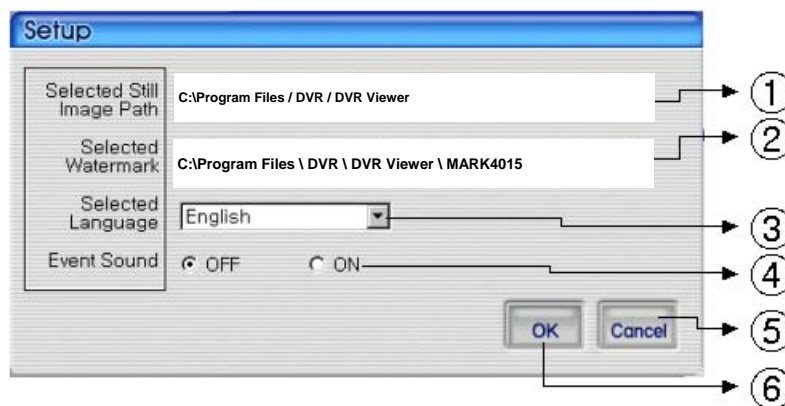 Setup
Selected Still
Image Path
C:\Program Files / DVR / DVR Viewer
①
Selected
Watermark
C:\Program Files \ DVR \ DVR Viewer \ MARK4015
②
Selected
Language
English
③
Event Sound
OFF
ON
④
OK
Cancel
⑤
⑥